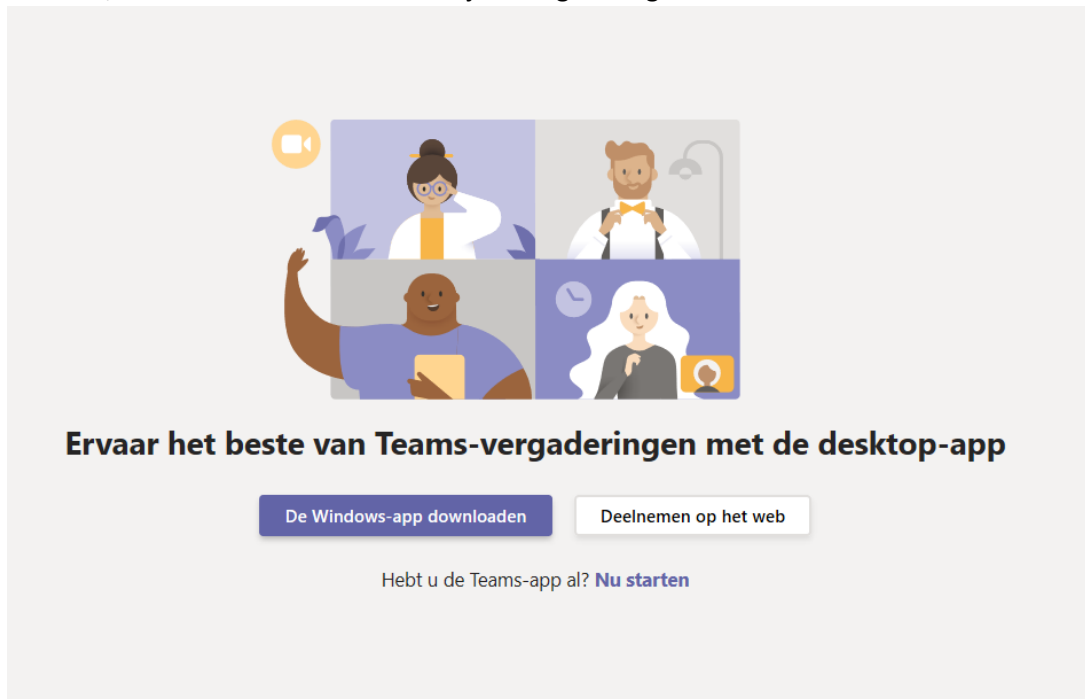 Ervaar het beste van Teams-vergaderingen met de desktop-app
De Windows-app downloaden
Deelnemen op het web
Hebt u de Teams-app al? Nu starten